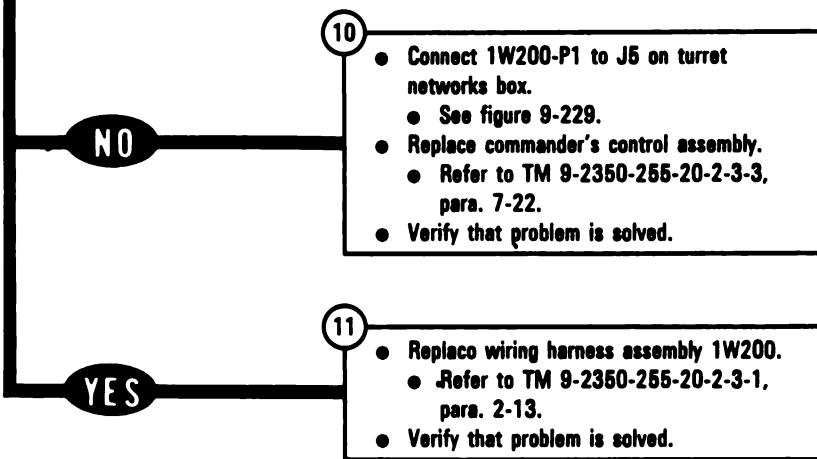 10
● Connect 1W200-P1 to J5 on turret
networks box.
● See figure 9-229.
NO
● Replace commander's control assembly.
● Refer to TM 9-2350-255-20-2-3-3,
para. 7-22.
● Verify that problem is solved.
11
● Replaco wiring harness assembly 1W200.
● Refer to TM 9-2350-255-20-2-3-1,
YES
para. 2-13.
● Verify that problem is solved.